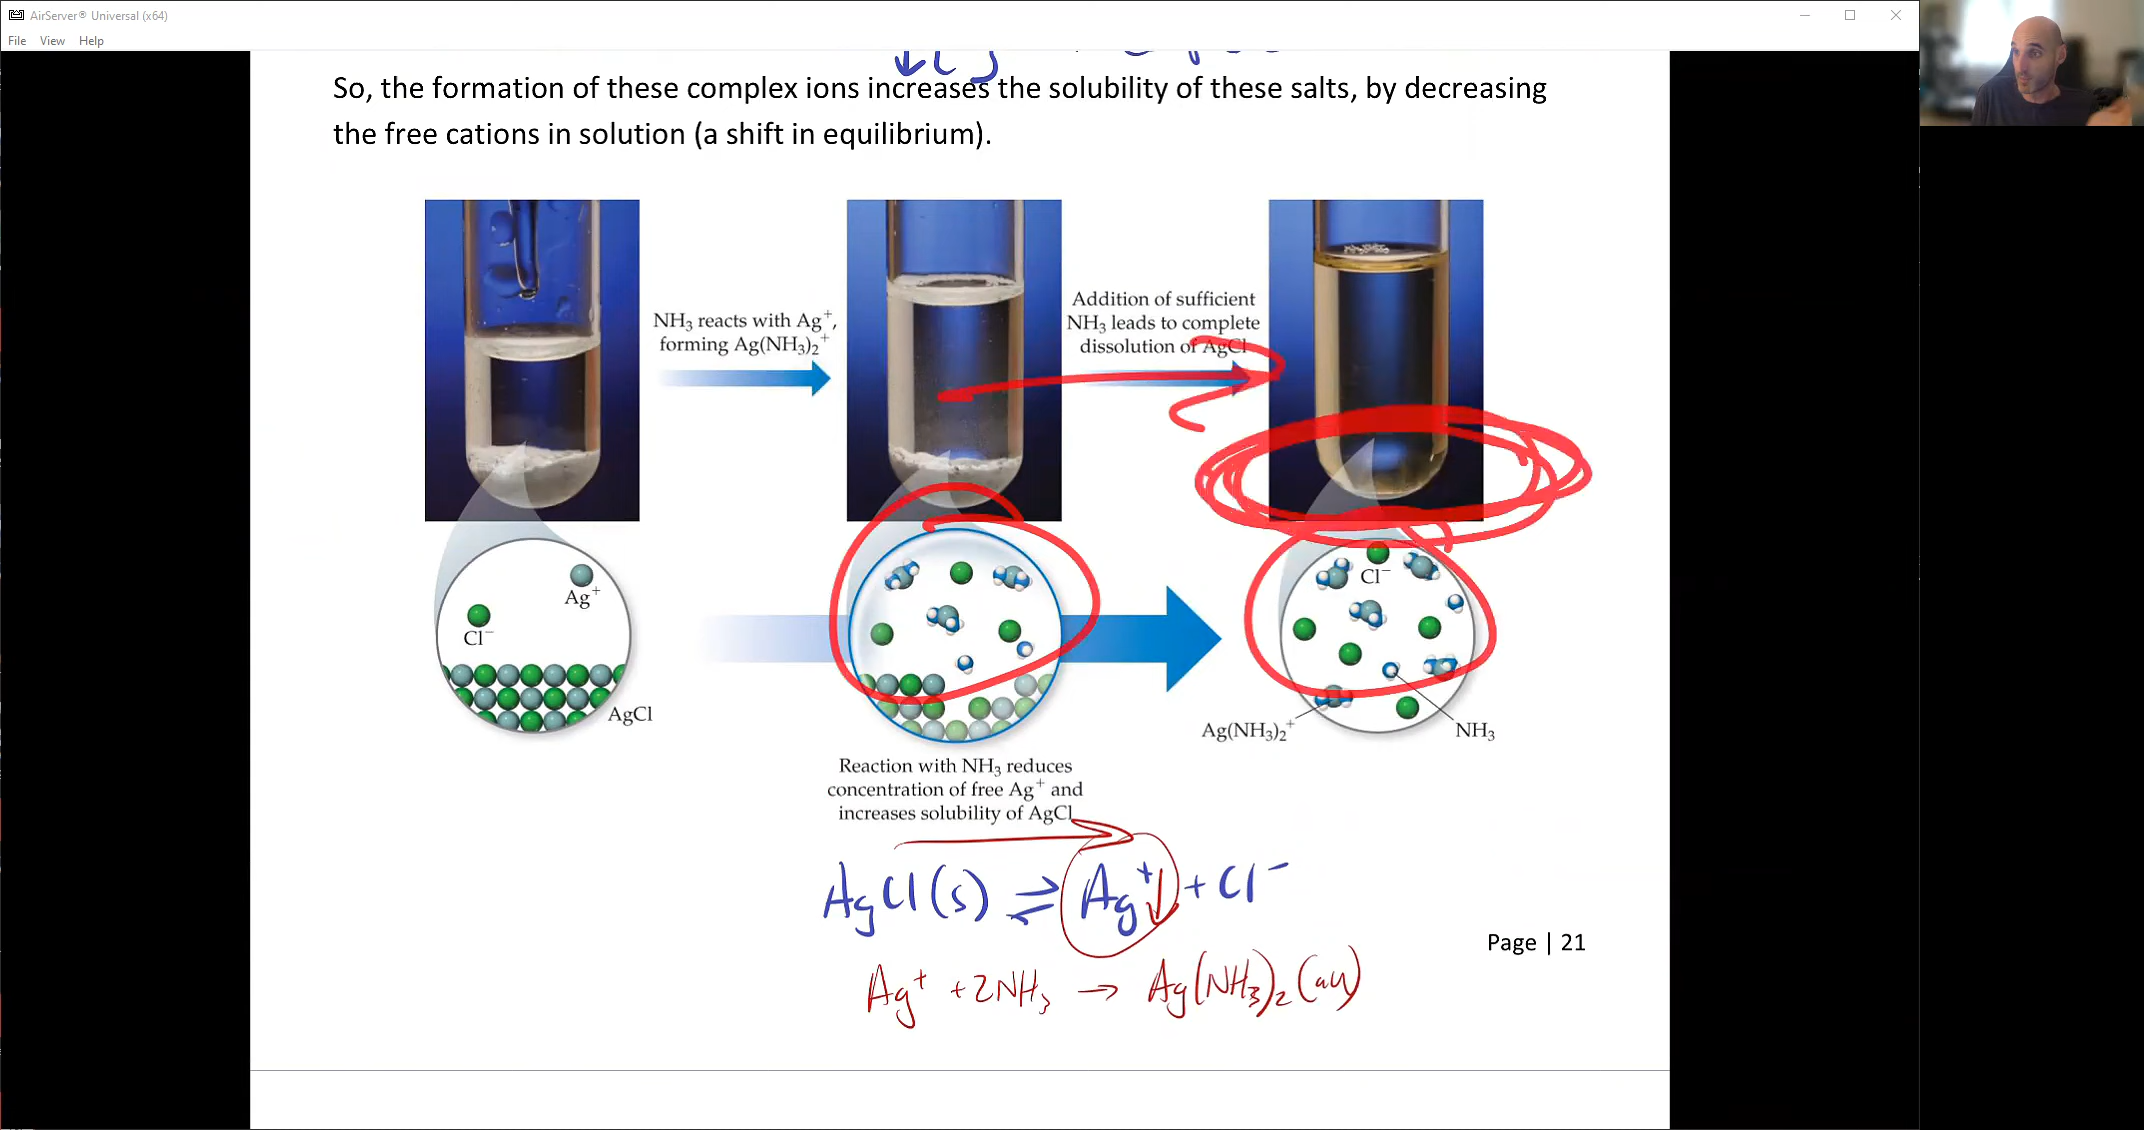 AirServer® Universal (x64)
File View Help
So, the formation of these complex ions increases the solubility of these salts, by decreasing
the free cations in solution (a shift in equilibrium).
NH₃ reacts with Ag⁺,
forming Ag(NH₃)₂⁺
Addition of sufficient
NH₃ leads to complete
dissolution of AgCl
Ag⁺
Cl⁻
AgCl
Cl⁻
Ag(NH₃)₂⁺
NH₃
Reaction with NH₃ reduces
concentration of free Ag⁺ and
increases solubility of AgCl
AgCl(s) ⇌ Ag⁺↓ + Cl⁻
Page | 21
Ag⁺ + 2NH₃ → Ag(NH₃)₂(aq)